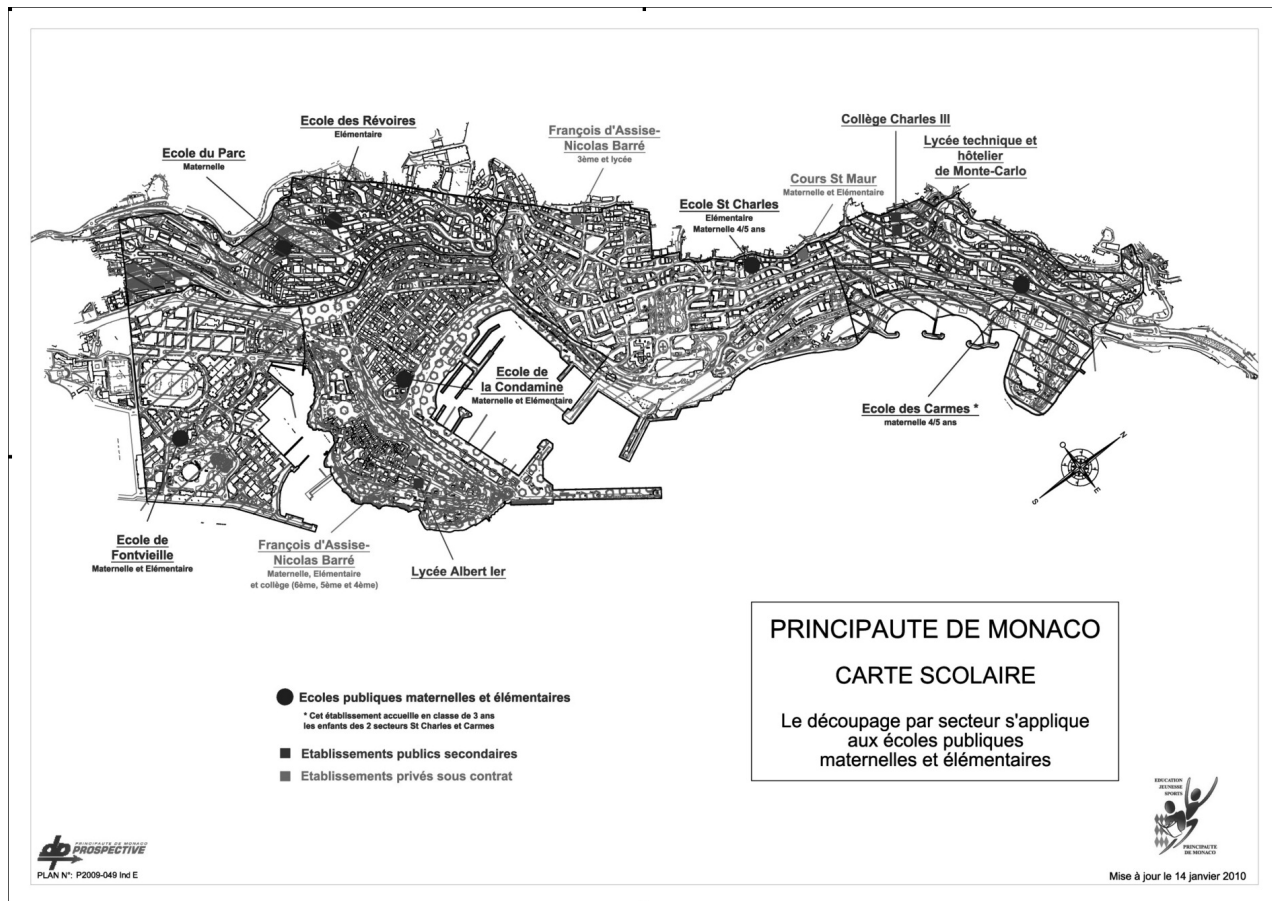 Ecole des Révoires
Elémentaire
Ecole du Parc
Maternelle
François d'Assise-
Nicolas Barré
3ème et lycée
Collège Charles III
Lycée technique et
hôtelier
de Monte-Carlo
Cours St Maur
Maternelle et Elémentaire
Ecole St Charles
Elémentaire
Maternelle 4/5 ans
Ecole de
la Condamine
Maternelle et Elémentaire
Ecole des Carmes *
maternelle 4/5 ans
N
O
E
S
Ecole de
Fontvieille
Maternelle et Elémentaire
François d'Assise-
Nicolas Barré
Maternelle, Elémentaire
et collège (6ème, 5ème et 4ème)
Lycée Albert Ier
PRINCIPAUTE DE MONACO
CARTE SCOLAIRE
Le découpage par secteur s'applique
aux écoles publiques
maternelles et élémentaires
Ecoles publiques maternelles et élémentaires
* Cet établissement accueille en classe de 3 ans
les enfants des 2 secteurs St Charles et Carmes
Etablissements publics secondaires
Etablissements privés sous contrat
EDUCATION
JEUNESSE
SPORTS
PRINCIPAUTE
DE MONACO
dp PRINCIPAUTE DE MONACO
PROSPECTIVE
PLAN N°: P2009-049 Ind E
Mise à jour le 14 janvier 2010